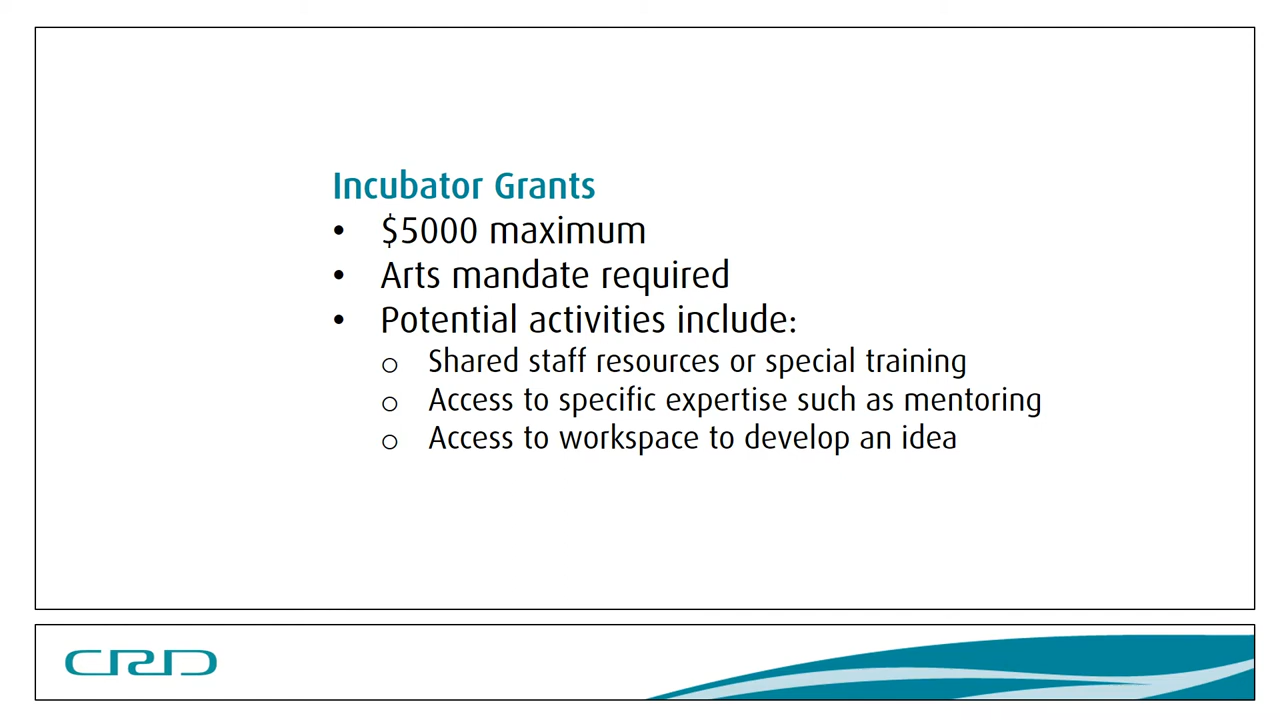 Incubator Grants
• $5000 maximum
• Arts mandate required
• Potential activities include:
o Shared staff resources or special training
o Access to specific expertise such as mentoring
o Access to workspace to develop an idea
CRD